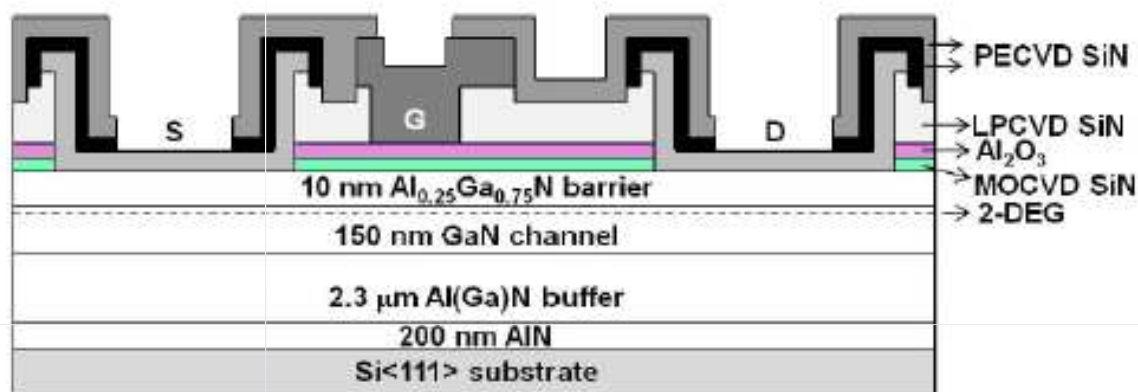 PECVD SiN
S
G
D
LPCVD SiN
Al₂O₃
MOCVD SiN
10 nm Al₀.₂₅Ga₀.₇₅N barrier
2-DEG
150 nm GaN channel
2.3 μm Al(Ga)N buffer
200 nm AlN
Si<111> substrate